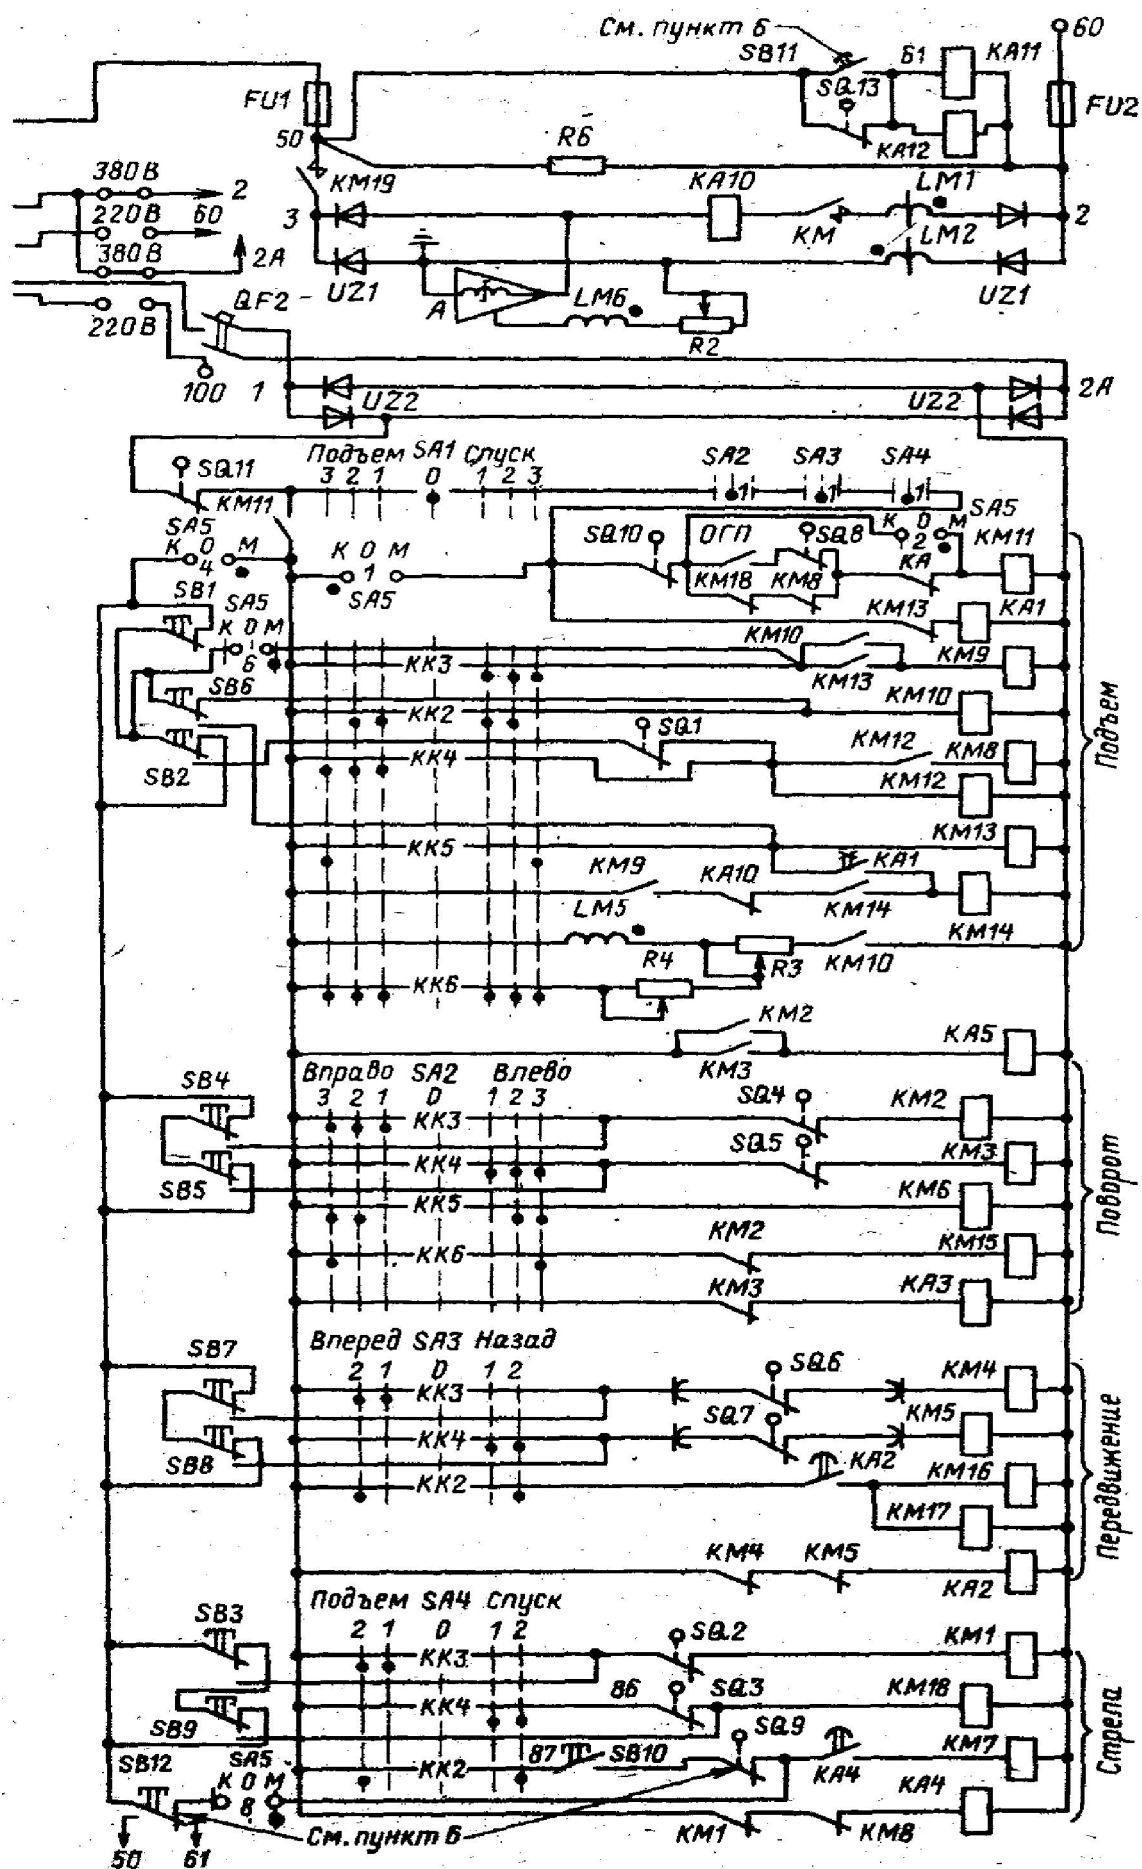 См. пункт 6
60
SB11
Б1
KA11
SQ13
FU1
FU2
50
R6
KA12
380В
2
KM19
KA10
LM1
220В
60
3
KM
LM2
2
380В
2A
UZ1
UZ1
A
LM6
QF2
220В
R2
100
1
UZ2
UZ2
2A
Подъем SA1 Спуск
SA2
SA3
SA4
SQ11
3 2 1 0 1 2 3
1 1 1
KM11
SA5
SA5
К 0 М
KM11
К 0 М
4
К 0 М
1
SA5
SQ10
ОГП
SQ8
2
KA
KM18
KM8
SB1
SA5
KM13
KA1
К 0 М
6
KM10
KK3
KM13
KM9
SB6
KK2
KM10
SQ1
KM12
KM8
KK4
SB2
KM12
Подъем
KM13
KK5
KA1
KM9
KA10
KM14
LM5
KM14
R4
R3
KM10
KK6
KM2
KA5
KM3
Вправо SA2 Влево
SB4
3 2 1 0 1 2 3
SQ4
KM2
KK3
SQ5
KM3
KK4
SB5
KM6
KK5
Поворот
KM2
KM15
KK6
KM3
KA3
Вперед SA3 Назад
SB7
2 1 0 1 2
SQ6
KM4
KK3
SQ7
KM5
KK4
SB8
KA2
KM16
KK2
KM17
Передвижение
KM4
KM5
KA2
Подъем SA4 Спуск
SB3
2 1 0 1 2
SQ2
KM1
KK3
86
SQ3
KM18
KK4
SB9
SQ9
SB12
SA5
87
SB10
KM7
KK2
К 0 М
8
KA4
KA4
Стрела
См. пункт 6
KM1
KM8
50
61